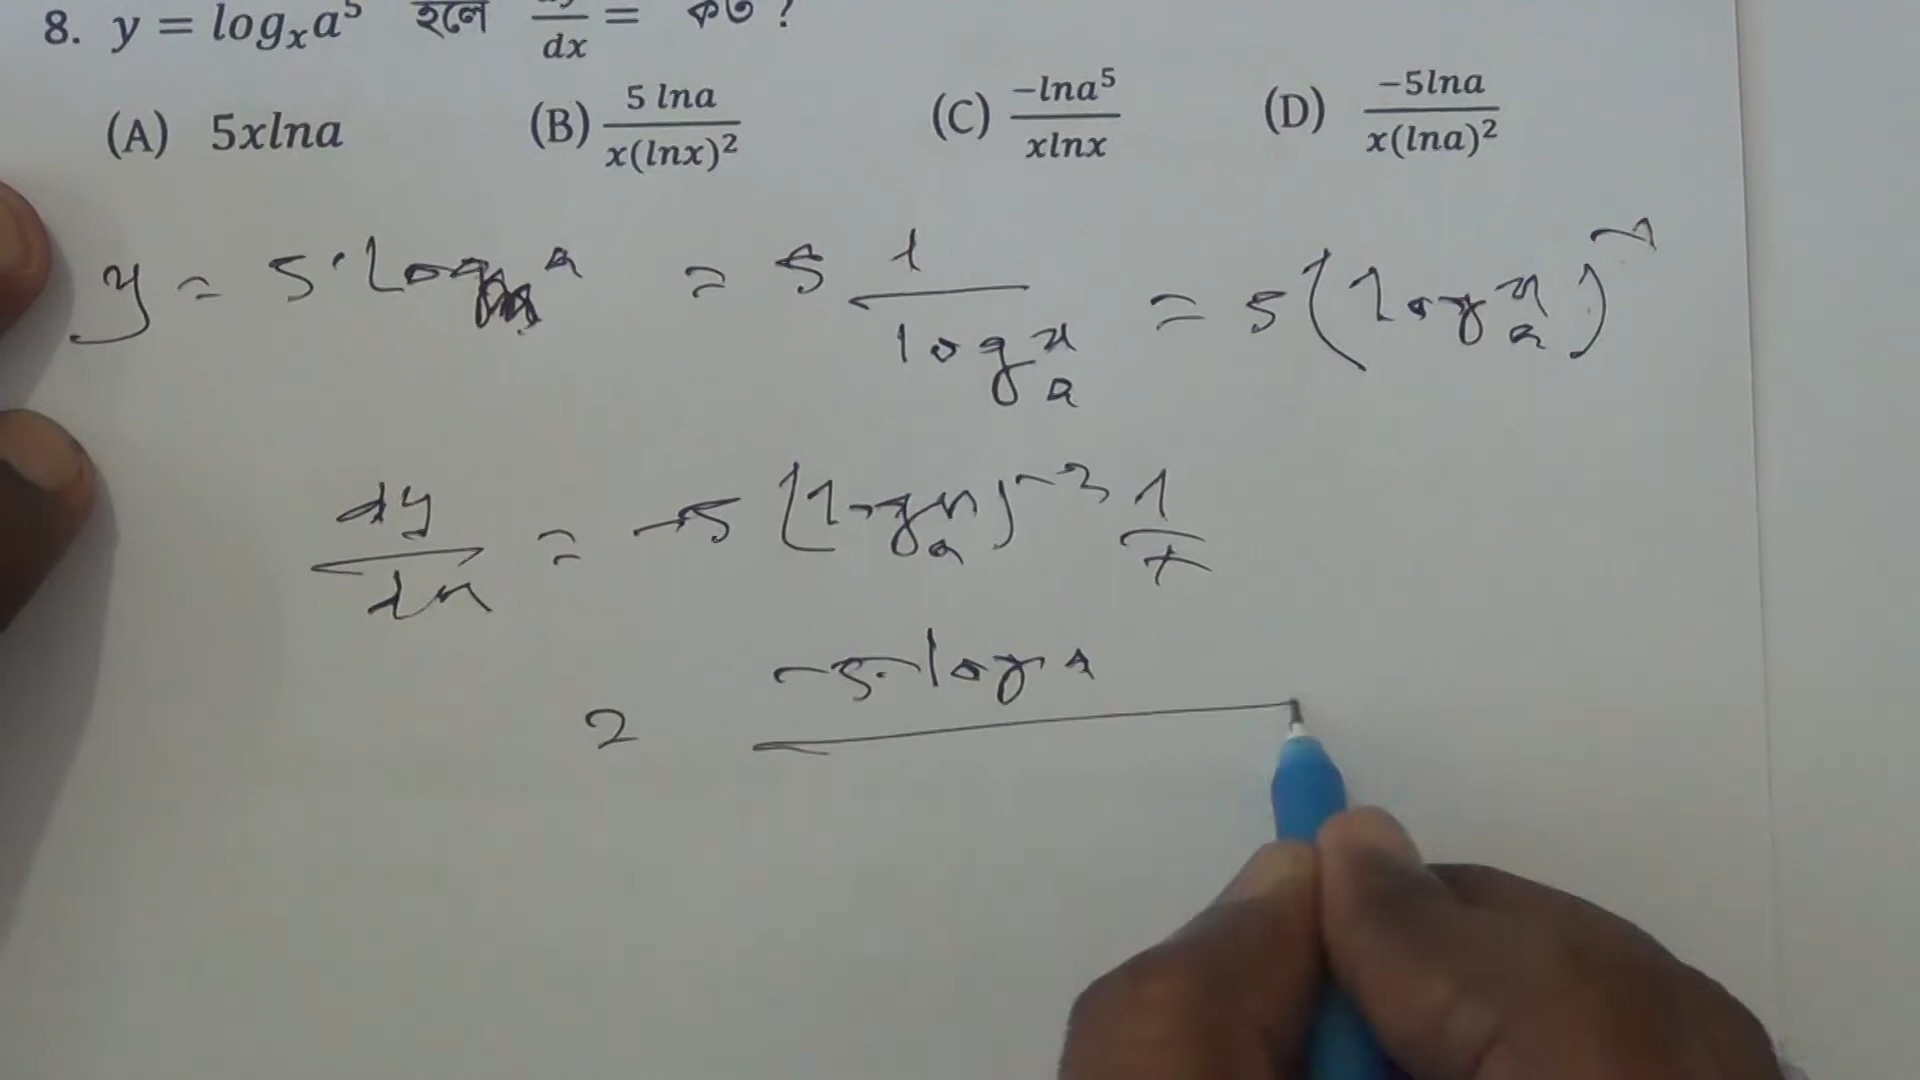 8. y = log_x a^5 হলে dy/dx = কত ?
(A) 5xlna (B) 5 lna / x(lnx)^2 (C) -lna^5 / xlnx (D) -5lna / x(lna)^2
y = 5·log a = 5 1 / log_a x = 5 (log_a x)^-1
dy/dx = -5 (log_a x)^-2 1/x
= -5·log a